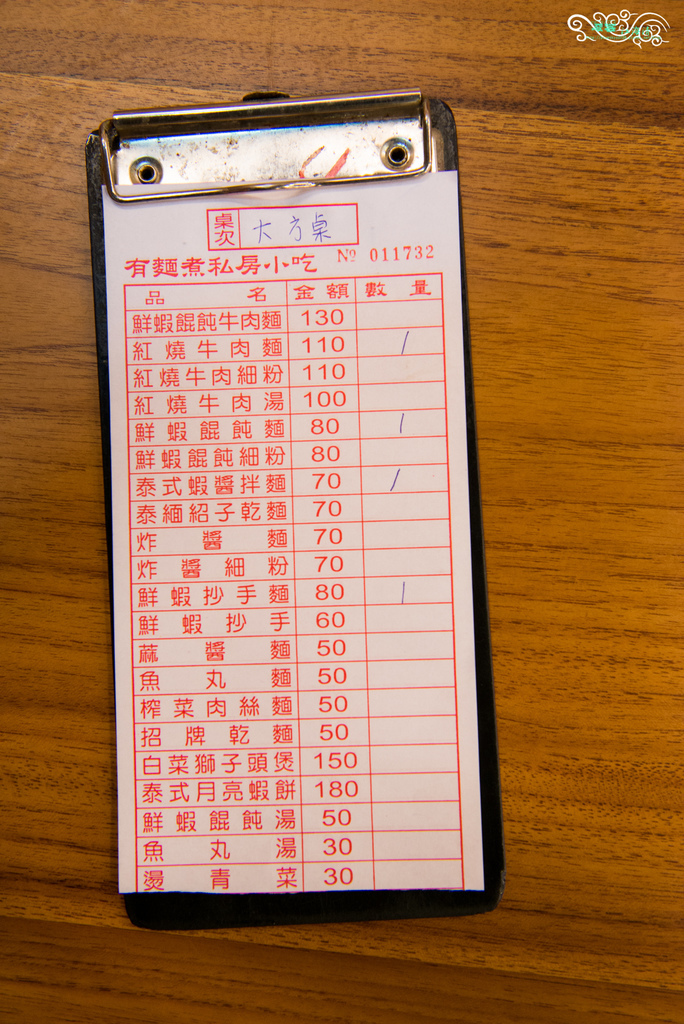 桌次 大方桌
有麵煮私房小吃 № 011732
品名 金額 數量
鮮蝦餛飩牛肉麵 130
紅燒牛肉麵 110 /
紅燒牛肉細粉 110
紅燒牛肉湯 100
鮮蝦餛飩麵 80 /
鮮蝦餛飩細粉 80
泰式蝦醬拌麵 70 /
泰緬紹子乾麵 70
炸醬麵 70
炸醬細粉 70
鮮蝦抄手麵 80 /
鮮蝦抄手 60
蔴醬麵 50
魚丸麵 50
榨菜肉絲麵 50
招牌乾麵 50
白菜獅子頭煲 150
泰式月亮蝦餅 180
鮮蝦餛飩湯 50
魚丸湯 30
燙青菜 30